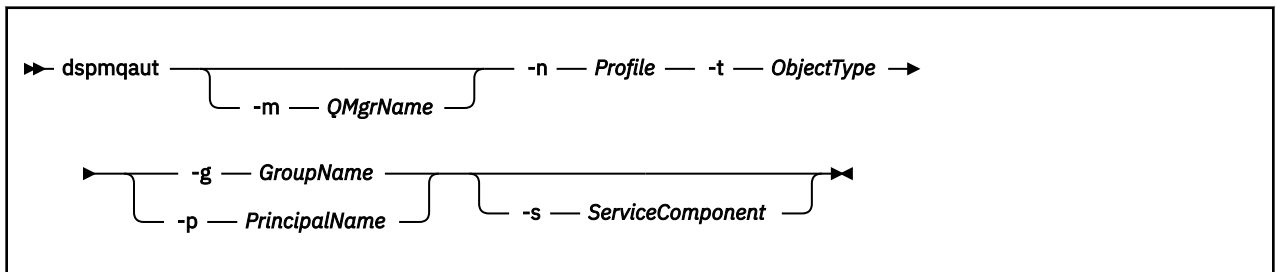 dspmqaut -n Profile -t ObjectType
-m QMgrName
-g GroupName
-p PrincipalName
-s ServiceComponent